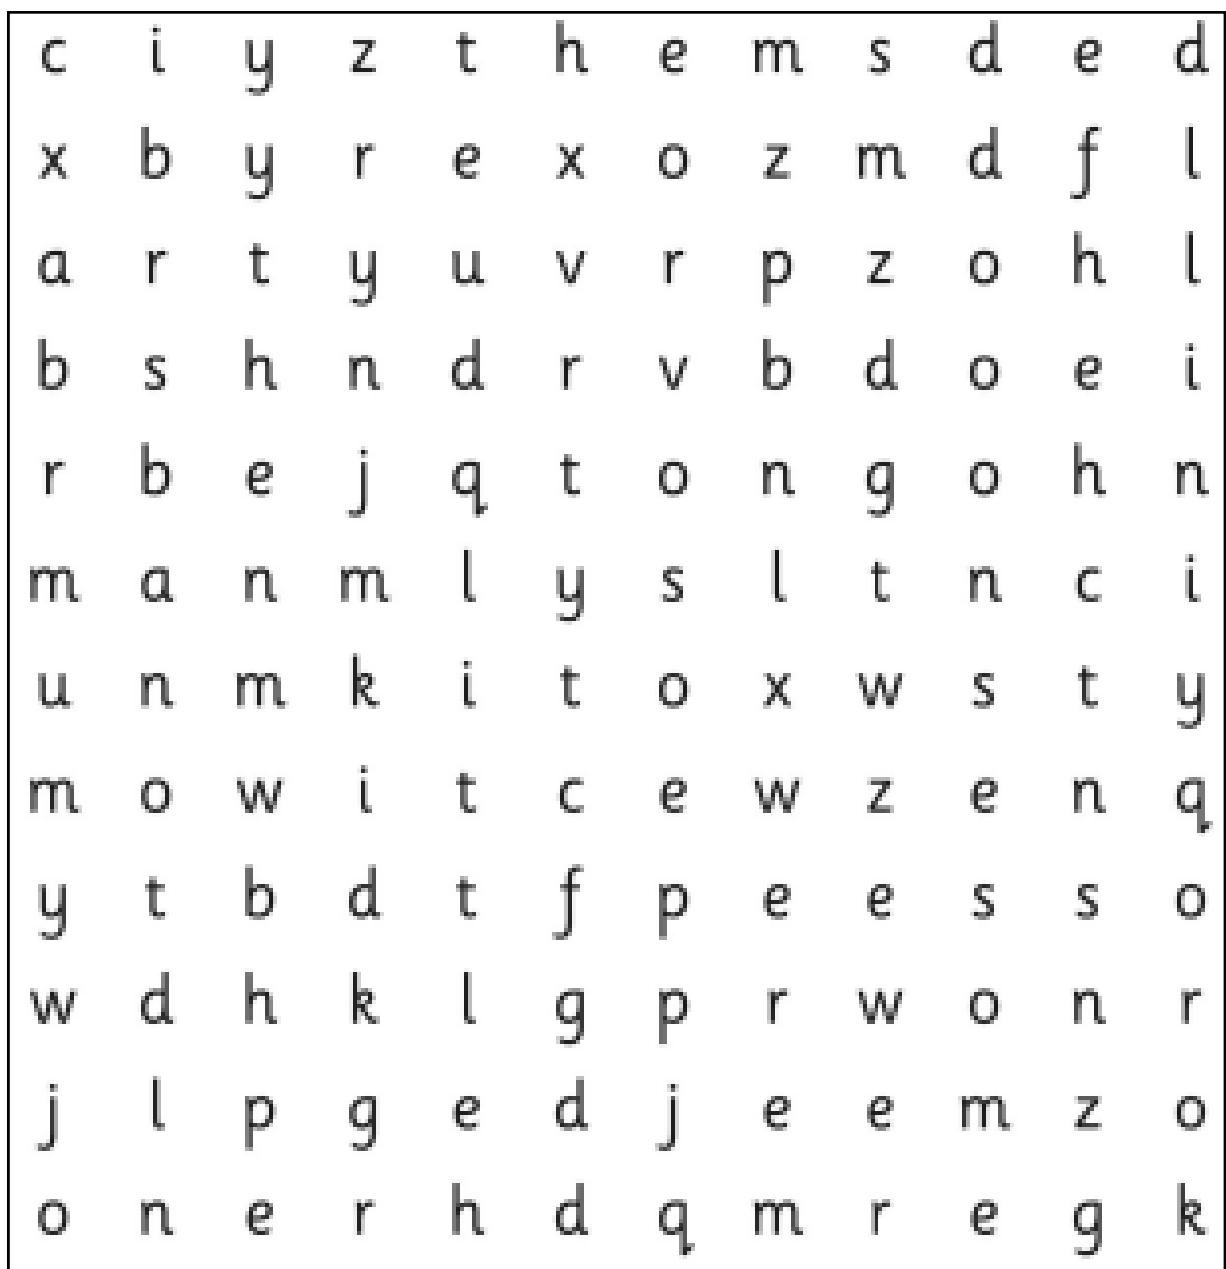 c i y z t h e m s d e d
x b y r e x o z m d f l
a r t y u v r p z o h l
b s h n d r v b d o e i
r b e j q t o n g o h n
m a n m l y s l t n c i
u n m k i t o x w s t y
m o w i t c e w z e n q
y t b d t f p e e s s o
w d h k l g p r w o n r
j l p g e d j e e m z o
o n e r h d q m r e g k